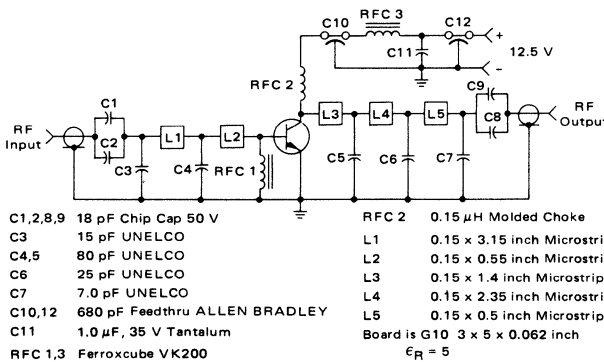 C10
RFC 3
C12
+
C11
12.5 V
–
RFC 2
C1
C9
RF
Input
C2
L1
L2
L3
L4
L5
RF
Output
C8
C3
C4
RFC 1
C5
C6
C7
C1,2,8,9 18 pF Chip Cap 50 V
C3 15 pF UNELCO
C4,5 80 pF UNELCO
C6 25 pF UNELCO
C7 7.0 pF UNELCO
C10,12 680 pF Feedthru ALLEN BRADLEY
C11 1.0 μF, 35 V Tantalum
RFC 1,3 Ferroxcube VK200
RFC 2 0.15 μH Molded Choke
L1 0.15 x 3.15 inch Microstri
L2 0.15 x 0.55 inch Microstri
L3 0.15 x 1.4 inch Microstrip
L4 0.15 x 2.35 inch Microstri
L5 0.15 x 0.5 inch Microstrip
Board is G10 3 x 5 x 0.062 inch
ϵR = 5